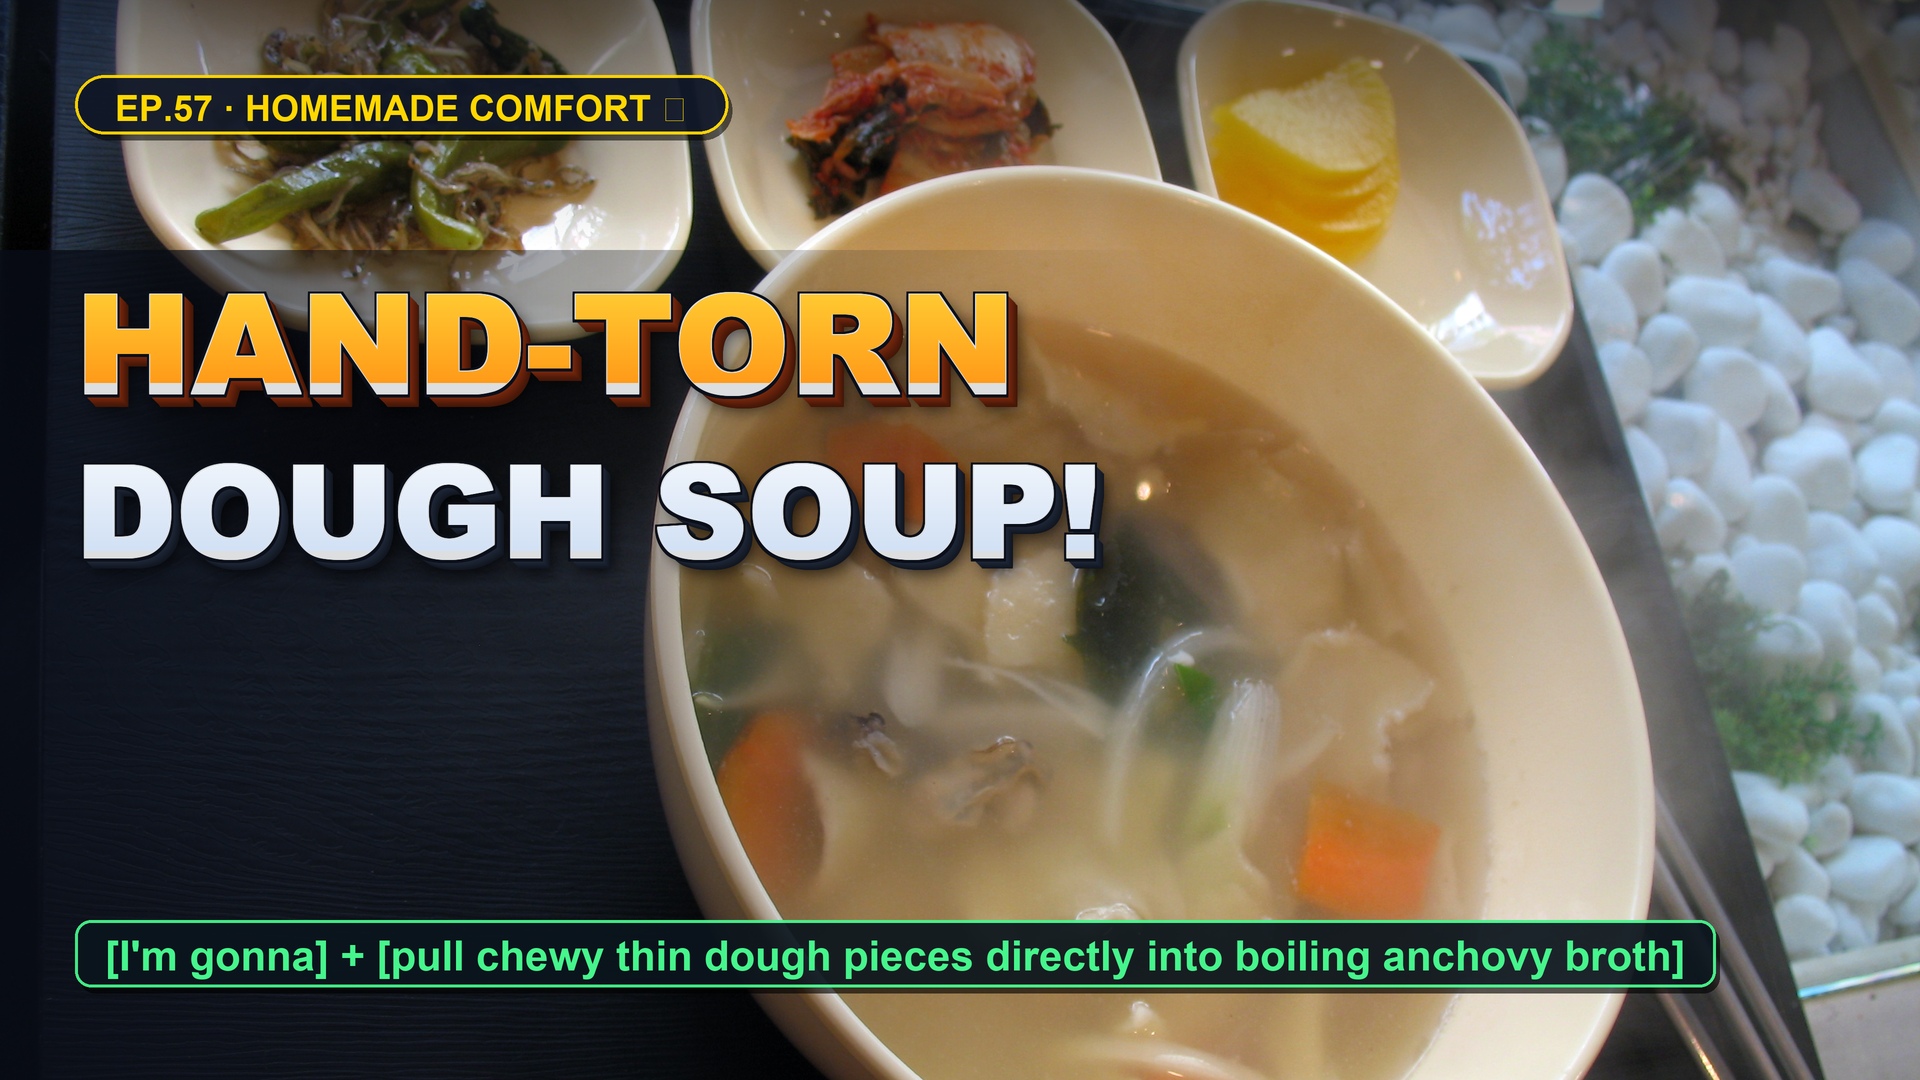 EP.57 · HOMEMADE COMFORT □
HAND-TORN
DOUGH SOUP!
[I'm gonna] + [pull chewy thin dough pieces directly into boiling anchovy broth]